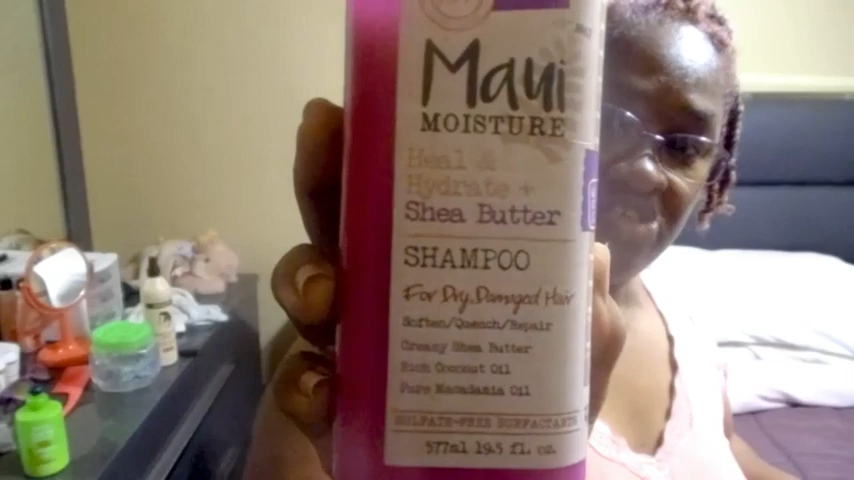 Maui
MOISTURE
Heal &
Hydrate +
Shea Butter
SHAMPOO
For Dry, Damaged Hair
Soften/Quench/Repair
Creamy Shea Butter
Rich Coconut Oil
Pure Macadamia Oil
SULFATE-FREE SURFACTANTS
577ml 19.5 fl. oz.